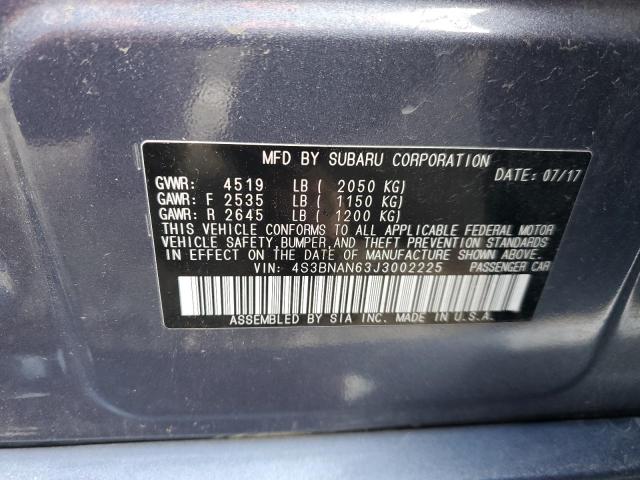 MFD BY SUBARU CORPORATION
DATE: 07/17
GVWR: 4519 LB ( 2050 KG)
GAWR: F 2535 LB ( 1150 KG)
GAWR: R 2645 LB ( 1200 KG)
THIS VEHICLE CONFORMS TO ALL APPLICABLE FEDERAL MOTOR
VEHICLE SAFETY, BUMPER, AND THEFT PREVENTION STANDARDS
IN EFFECT ON THE DATE OF MANUFACTURE SHOWN ABOVE.
VIN: 4S3BNAN63J3002225 PASSENGER CAR
ASSEMBLED BY SIA INC. MADE IN U.S.A.